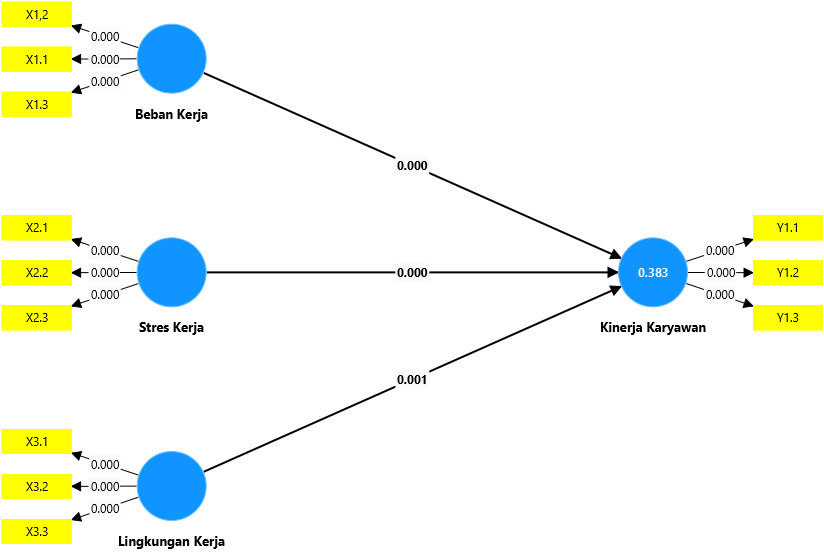 X1,2
0.000
X1.1
0.000
0.000
X1.3
Beban Kerja
0.000
X2.1
0.000
X2.2
0.000
0.000
X2.3
Stres Kerja
0.000
0.383
Kinerja Karyawan
Y1.1
0.000
0.000
Y1.2
0.000
Y1.3
0.001
X3.1
0.000
X3.2
0.000
0.000
X3.3
Lingkungan Kerja